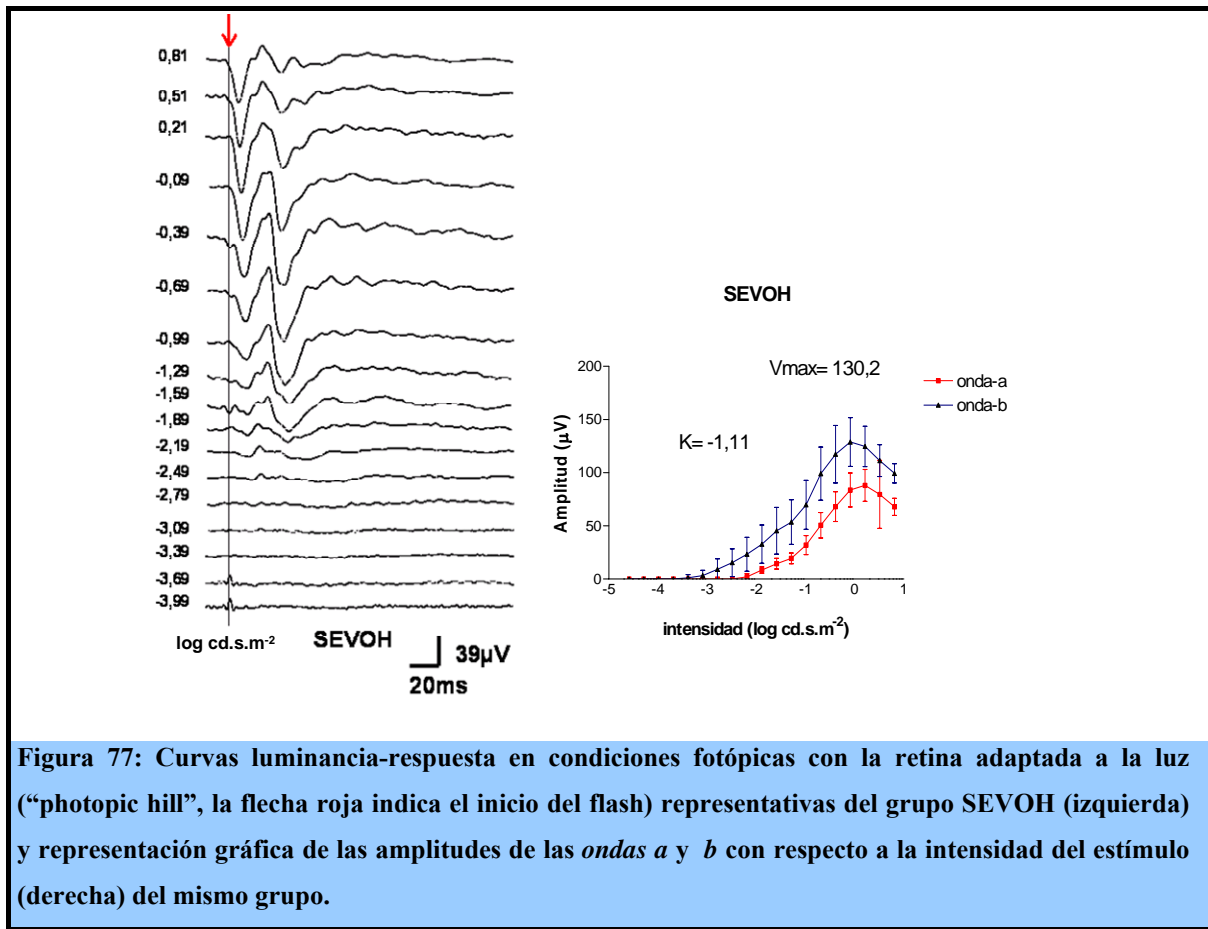 0,81
0,51
0,21
-0,09
-0,39
-0,69
-0,99
-1,29
-1,59
-1,89
-2,19
-2,49
-2,79
-3,09
-3,39
-3,69
-3,99
log cd.s.m-2
SEVOH
39µV
20ms
SEVOH
Vmax= 130,2
K= -1,11
onda-a
onda-b
Amplitud (µV)
200
150
100
50
0
-5 -4 -3 -2 -1 0 1
intensidad (log cd.s.m-2)
Figura 77: Curvas luminancia-respuesta en condiciones fotópicas con la retina adaptada a la luz
(“photopic hill”, la flecha roja indica el inicio del flash) representativas del grupo SEVOH (izquierda)
y representación gráfica de las amplitudes de las ondas a y b con respecto a la intensidad del estímulo
(derecha) del mismo grupo.